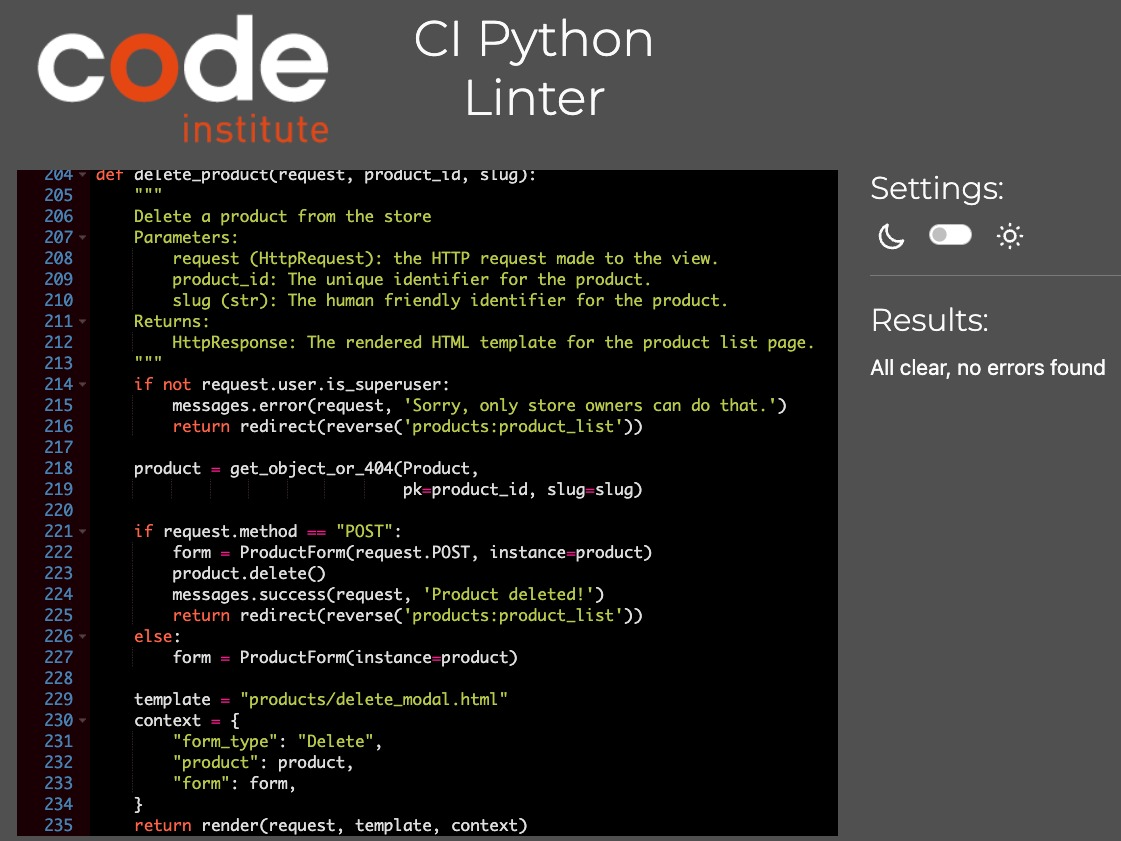 code
institute
CI Python
Linter
204 def delete_product(request, product_id, slug):
205     """
206     Delete a product from the store
207     Parameters:
208         request (HttpRequest): the HTTP request made to the view.
209         product_id: The unique identifier for the product.
210         slug (str): The human friendly identifier for the product.
211     Returns:
212         HttpResponse: The rendered HTML template for the product list page.
213     """
214     if not request.user.is_superuser:
215         messages.error(request, 'Sorry, only store owners can do that.')
216         return redirect(reverse('products:product_list'))
217
218     product = get_object_or_404(Product,
219                                 pk=product_id, slug=slug)
220
221     if request.method == "POST":
222         form = ProductForm(request.POST, instance=product)
223         product.delete()
224         messages.success(request, 'Product deleted!')
225         return redirect(reverse('products:product_list'))
226     else:
227         form = ProductForm(instance=product)
228
229     template = "products/delete_modal.html"
230     context = {
231         "form_type": "Delete",
232         "product": product,
233         "form": form,
234     }
235     return render(request, template, context)
Settings:
Results:
All clear, no errors found